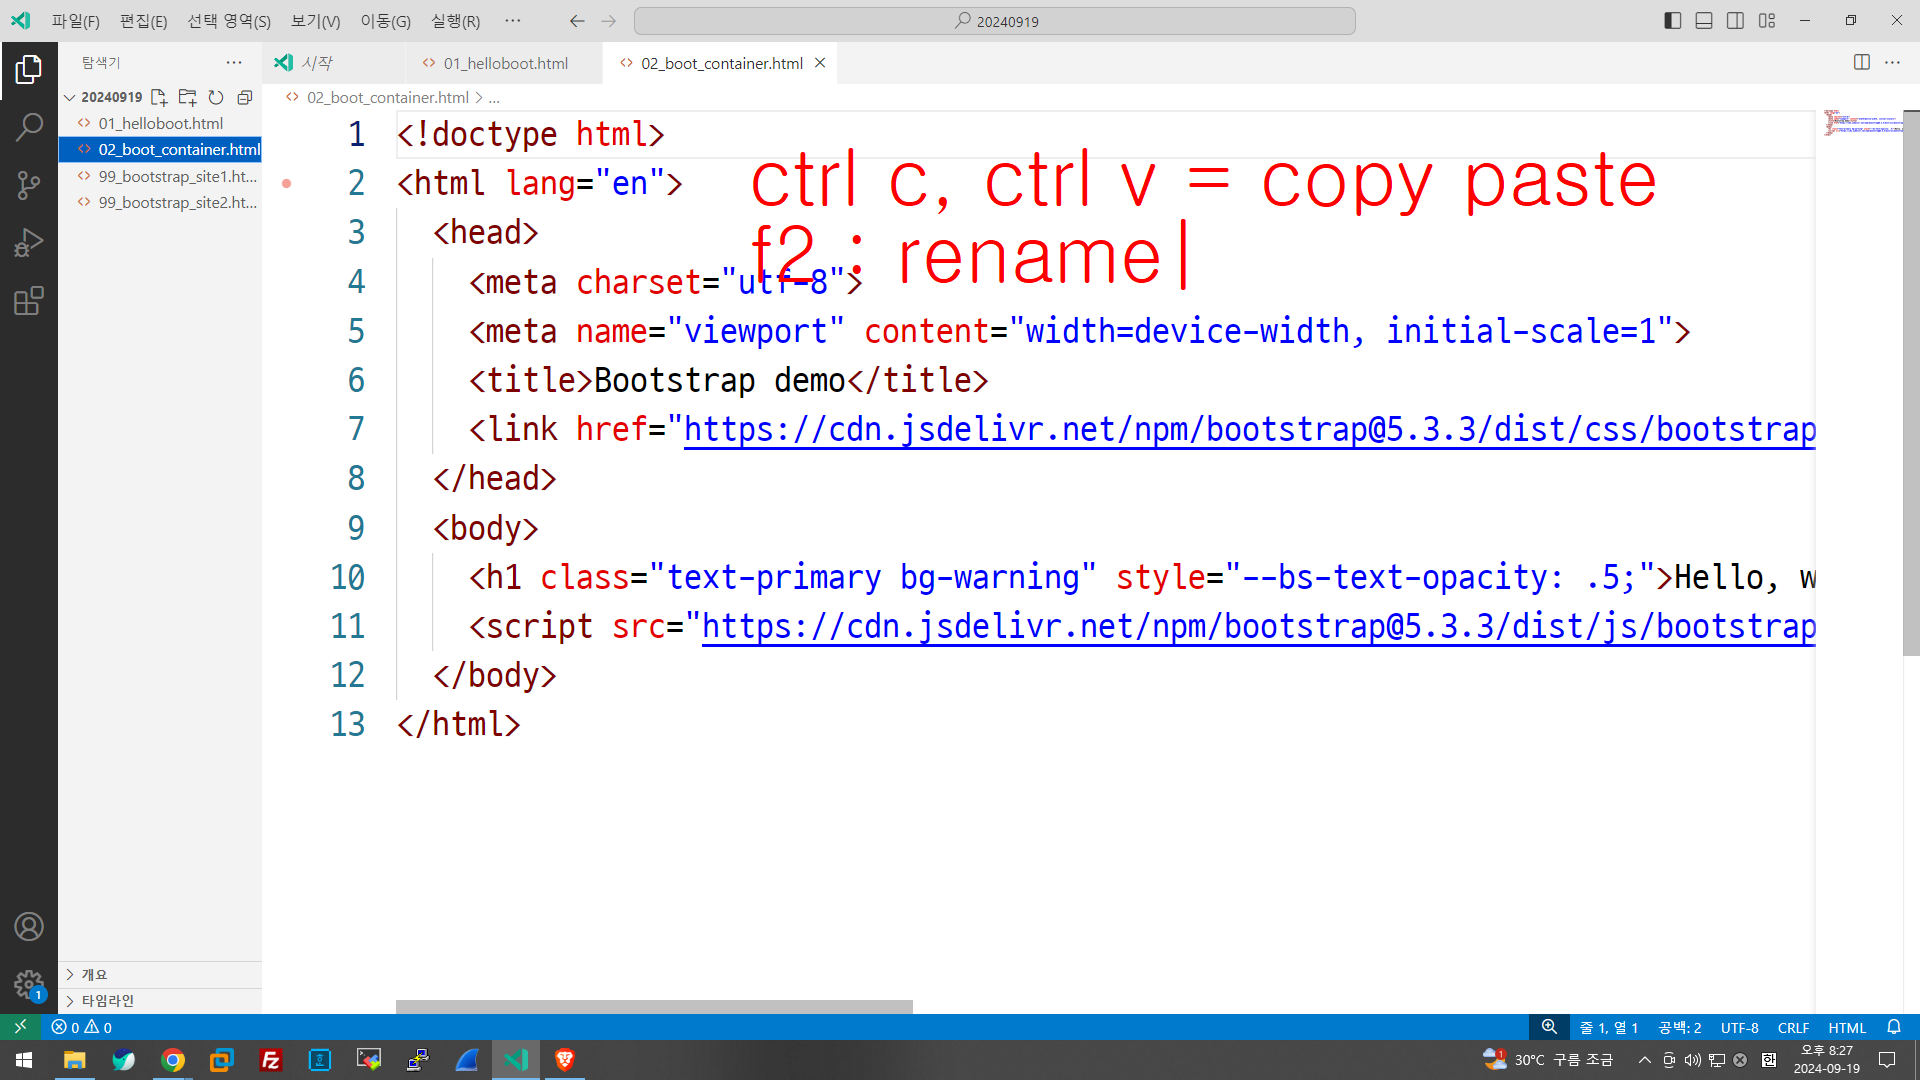 파일(F) 편집(E) 선택 영역(S) 보기(V) 이동(G) 실행(R) ··· 20240919
탐색기 ···
시작 01_helloboot.html 02_boot_container.html
20240919
02_boot_container.html > ...
01_helloboot.html
02_boot_container.html
99_bootstrap_site1.ht...
99_bootstrap_site2.ht...
1 <!doctype html>
2 <html lang="en">
3 <head>
4 <meta charset="utf-8">
5 <meta name="viewport" content="width=device-width, initial-scale=1">
6 <title>Bootstrap demo</title>
7 <link href="https://cdn.jsdelivr.net/npm/bootstrap@5.3.3/dist/css/bootstrap
8 </head>
9 <body>
10 <h1 class="text-primary bg-warning" style="--bs-text-opacity: .5;">Hello, w
11 <script src="https://cdn.jsdelivr.net/npm/bootstrap@5.3.3/dist/js/bootstrap
12 </body>
13 </html>
ctrl c, ctrl v = copy paste
f2 : rename
개요
타임라인
1
0 0 줄 1, 열 1 공백: 2 UTF-8 CRLF HTML
1 30°C 구름 조금 오후 8:27
2024-09-19